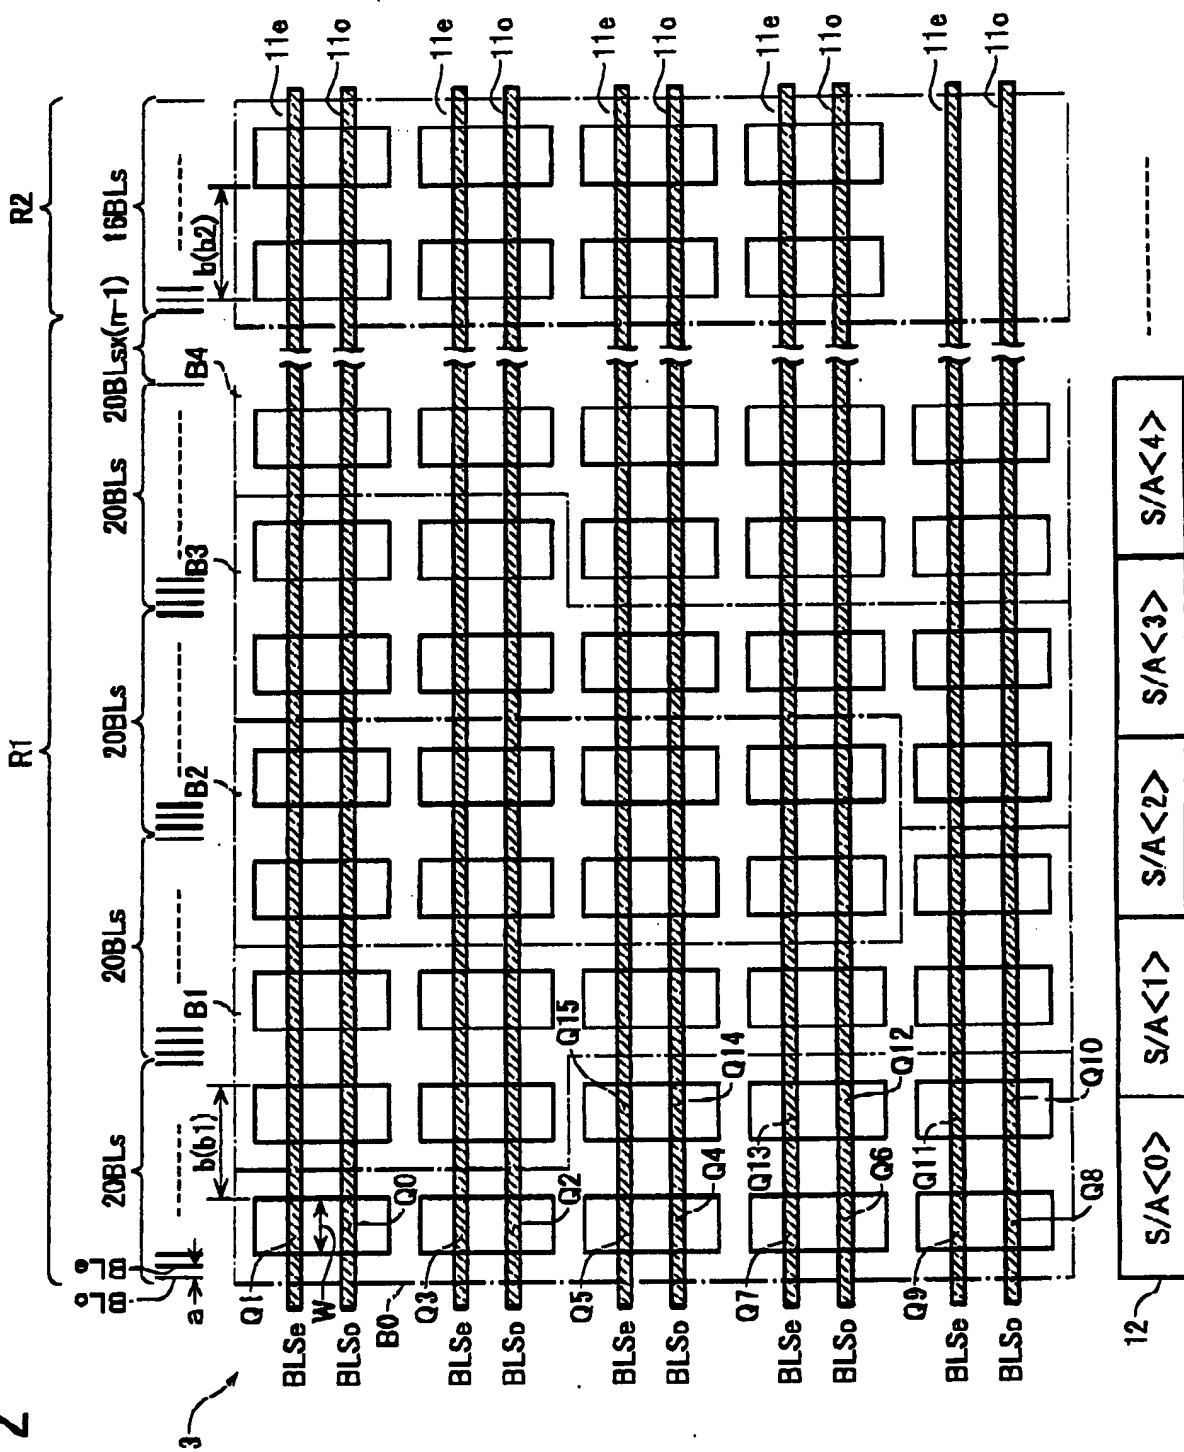 2
3
R1
R2
20BLs
20BLs
20BLs
20BLs
20BLsx(n-1)
16BLs
BLo
BLe
a
b(b1)
b(b2)
B0
B1
B2
B3
B4
W
Q1
Q0
BLSe
11e
BLSo
11o
Q3
Q2
BLSe
11e
BLSo
11o
Q5
Q15
Q4
Q14
BLSe
11e
BLSo
11o
Q7
Q13
Q6
Q12
BLSe
11e
BLSo
11o
Q9
Q11
Q8
Q10
BLSe
11e
BLSo
11o
12
S/A<0>
S/A<1>
S/A<2>
S/A<3>
S/A<4>